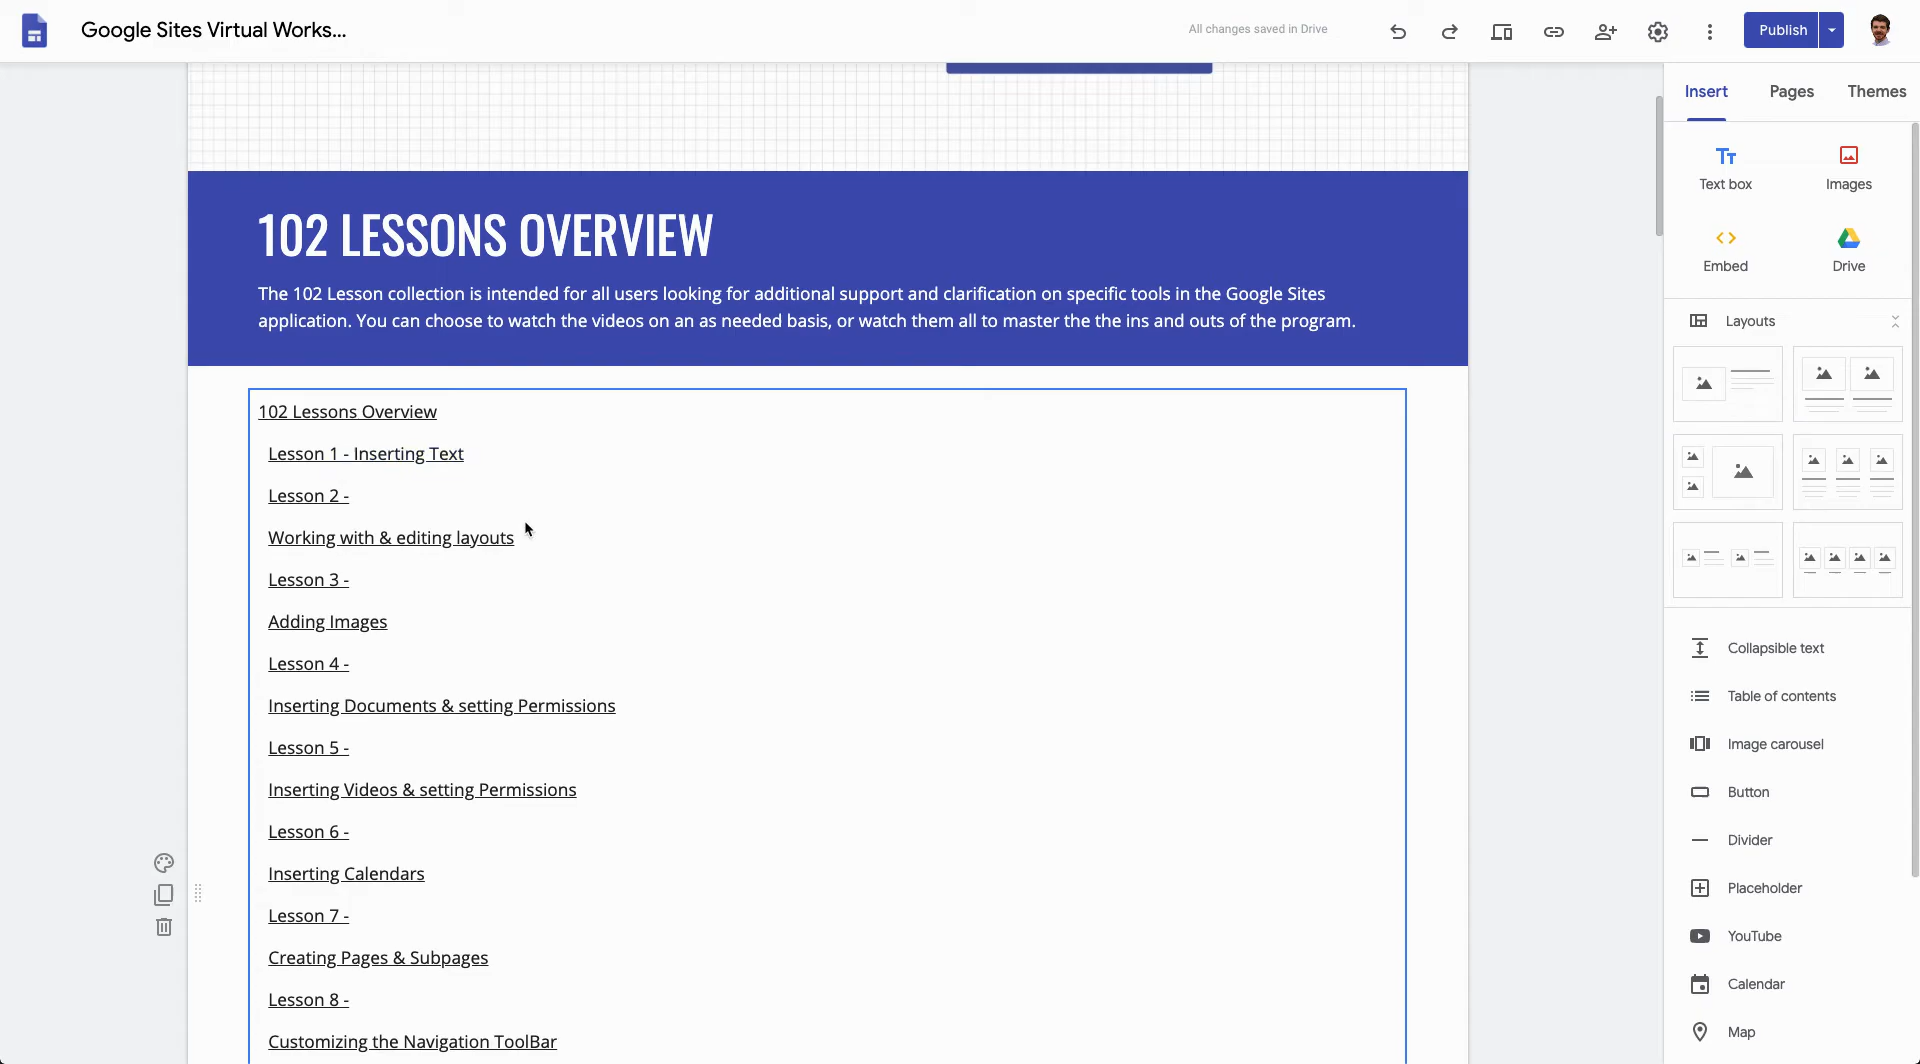 Google Sites Virtual Works...
All changes saved in Drive
Publish
Insert
Pages
Themes
Tт
Text box
Images
Embed
Drive
Layouts
102 LESSONS OVERVIEW
The 102 Lesson collection is intended for all users looking for additional support and clarification on specific tools in the Google Sites
application. You can choose to watch the videos on an as needed basis, or watch them all to master the the ins and outs of the program.
102 Lessons Overview
Lesson 1 - Inserting Text
Lesson 2 -
Working with & editing layouts
Lesson 3 -
Adding Images
Lesson 4 -
Inserting Documents & setting Permissions
Lesson 5 -
Inserting Videos & setting Permissions
Lesson 6 -
Inserting Calendars
Lesson 7 -
Creating Pages & Subpages
Lesson 8 -
Customizing the Navigation ToolBar
Collapsible text
Table of contents
Image carousel
Button
Divider
Placeholder
YouTube
Calendar
Map